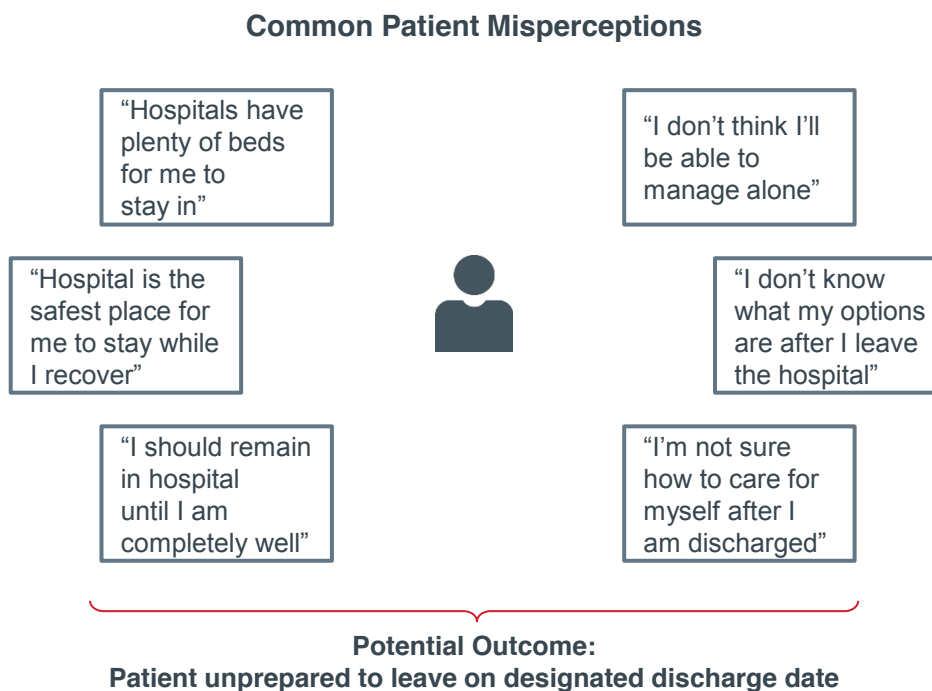 Common Patient Misperceptions
“Hospitals have
plenty of beds
for me to
stay in”
“I don’t think I’ll
be able to
manage alone”
“Hospital is the
safest place for
me to stay while
I recover”
“I don’t know
what my options
are after I leave
the hospital”
“I should remain
in hospital
until I am
completely well”
“I’m not sure
how to care for
myself after I
am discharged”
Potential Outcome:
Patient unprepared to leave on designated discharge date